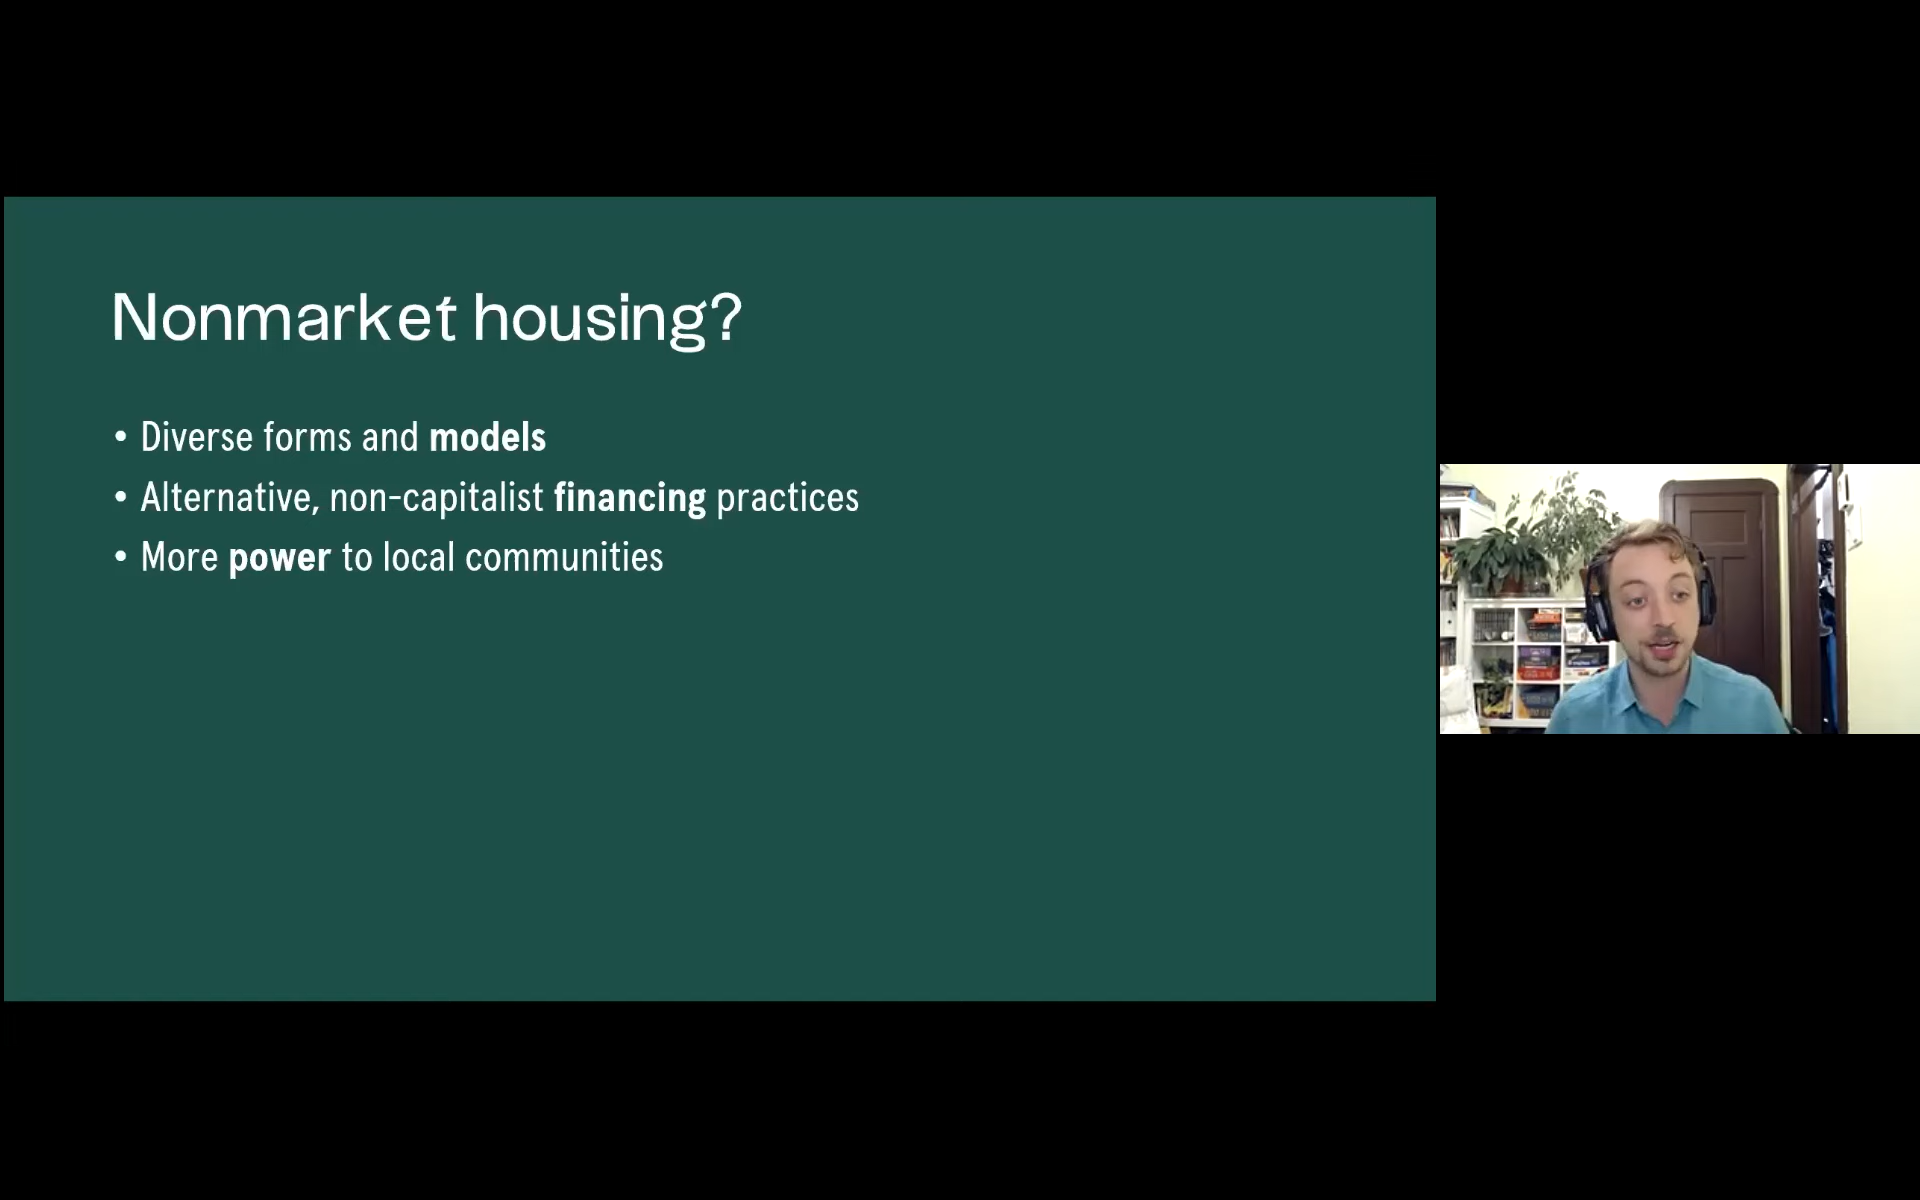 Nonmarket housing?
• Diverse forms and models
• Alternative, non-capitalist financing practices
• More power to local communities